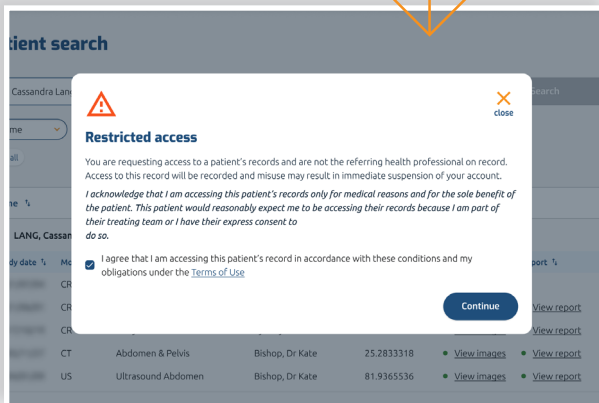 tient search
Cassandra Lan
Search
me
all
close
Restricted access
You are requesting access to a patient's records and are not the referring health professional on record.
Access to this record will be recorded and misuse may result in immediate suspension of your account.
I acknowledge that I am accessing this patient's records only for medical reasons and for the sole benefit of
the patient. This patient would reasonably expect me to be accessing their records because I am part of
their treating team or I have their express consent to
do so.
I agree that I am accessing this patient's record in accordance with these conditions and my
obligations under the Terms of Use
Continue
me
LANG, Cassan
dy date Mo port
CR
CR View report
CR View report
CT Abdomen & Pelvis Bishop, Dr Kate 25.2833318 View images View report
US Ultrasound Abdomen Bishop, Dr Kate 81.9365536 View images View report